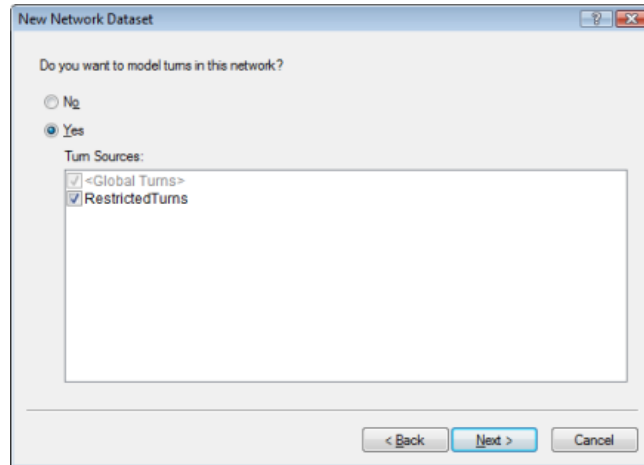 New Network Dataset
Do you want to model turns in this network?
No
Yes
Turn Sources:
<Global Turns>
RestrictedTurns
< Back
Next >
Cancel